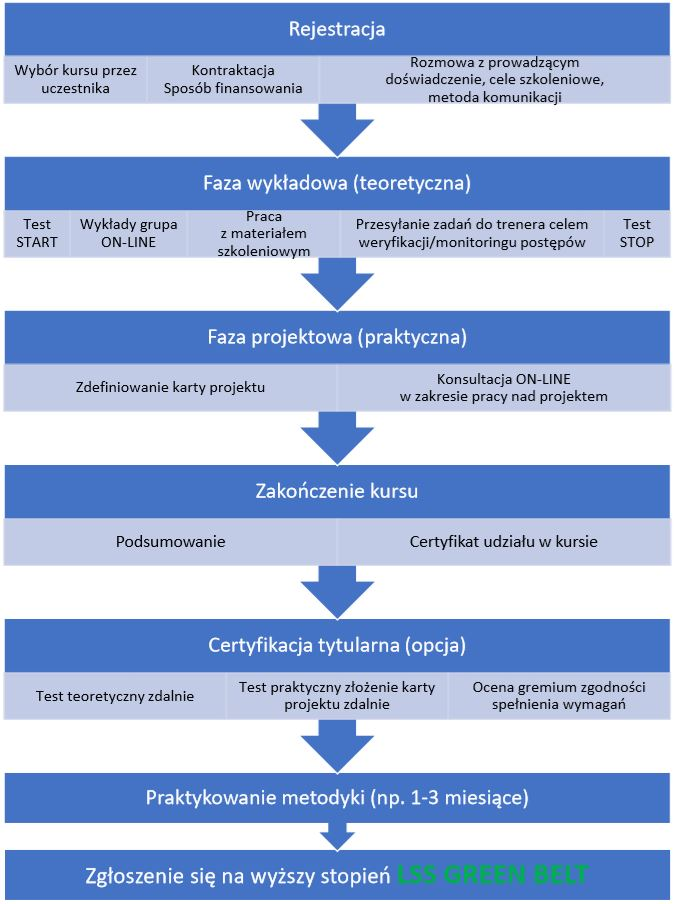 Rejestracja
Wybór kursu przez
uczestnika
Kontraktacja
Sposób finansowania
Rozmowa z prowadzącym
doświadczenie, cele szkoleniowe,
metoda komunikacji
Faza wykładowa (teoretyczna)
Test
START
Wykłady grupa
ON-LINE
Praca
z materiałem
szkoleniowym
Przesyłanie zadań do trenera celem
weryfikacji/monitoringu postępów
Test
STOP
Faza projektowa (praktyczna)
Zdefiniowanie karty projektu
Konsultacja ON-LINE
w zakresie pracy nad projektem
Zakończenie kursu
Podsumowanie
Certyfikat udziału w kursie
Certyfikacja tytularna (opcja)
Test teoretyczny zdalnie
Test praktyczny złożenie karty
projektu zdalnie
Ocena gremium zgodności
spełnienia wymagań
Praktykowanie metodyki (np. 1-3 miesiące)
Zgłoszenie się na wyższy stopień LSS GREEN BELT